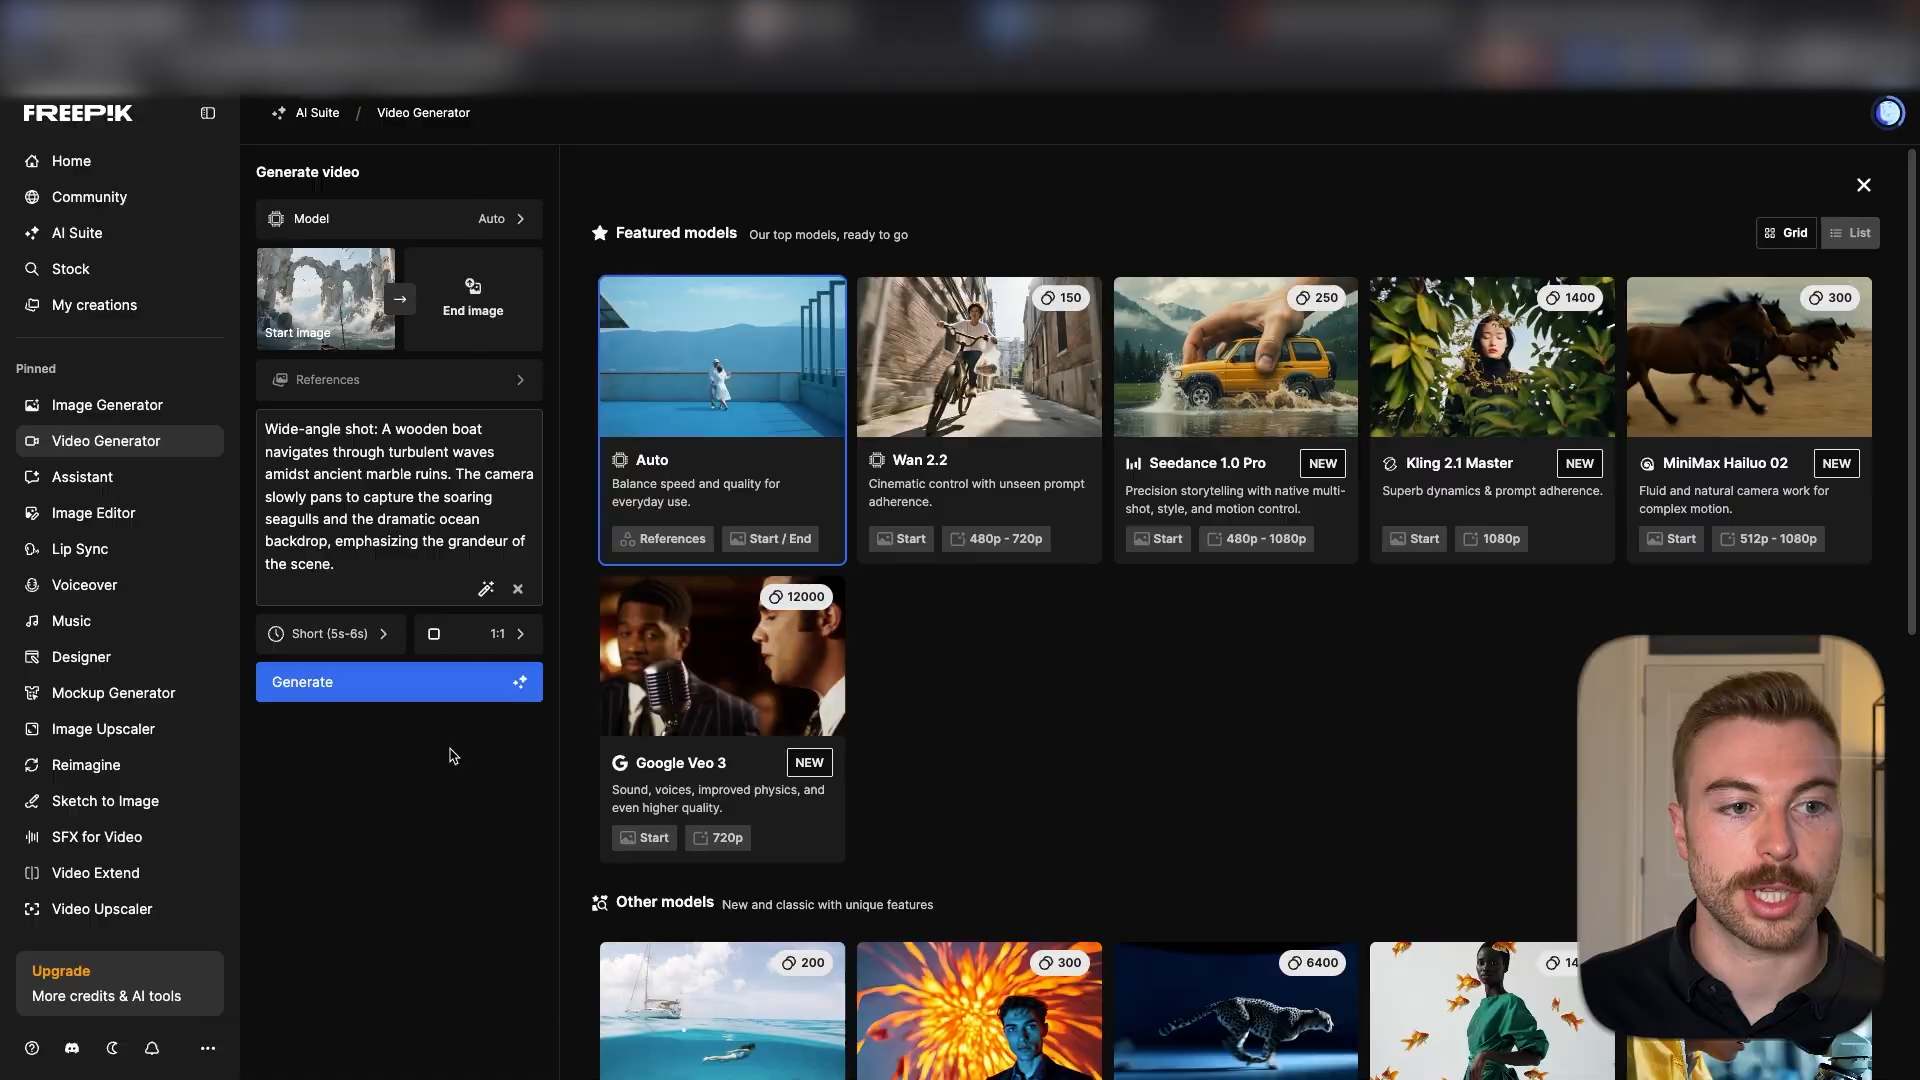 FREEP!K
AI Suite / Video Generator
Home
Community
AI Suite
Stock
My creations
Pinned
Image Generator
Video Generator
Assistant
Image Editor
Lip Sync
Voiceover
Music
Designer
Mockup Generator
Image Upscaler
Reimagine
Sketch to Image
SFX for Video
Video Extend
Video Upscaler
Upgrade
More credits & AI tools
Generate video
Model Auto
Start image
End image
References
Wide-angle shot: A wooden boat
navigates through turbulent waves
amidst ancient marble ruins. The camera
slowly pans to capture the soaring
seagulls and the dramatic ocean
backdrop, emphasizing the grandeur of
the scene.
Short (5s-6s)
1:1
Generate
Featured models Our top models, ready to go
Grid
List
Auto
Balance speed and quality for
everyday use.
References
Start / End
150
Wan 2.2
Cinematic control with unseen prompt
adherence.
Start
480p - 720p
250
Seedance 1.0 Pro NEW
Precision storytelling with native multi-
shot, style, and motion control.
Start
480p - 1080p
1400
Kling 2.1 Master NEW
Superb dynamics & prompt adherence.
Start
1080p
300
MiniMax Hailuo 02 NEW
Fluid and natural camera work for
complex motion.
Start
512p - 1080p
12000
Google Veo 3 NEW
Sound, voices, improved physics, and
even higher quality.
Start
720p
Other models New and classic with unique features
200
300
6400